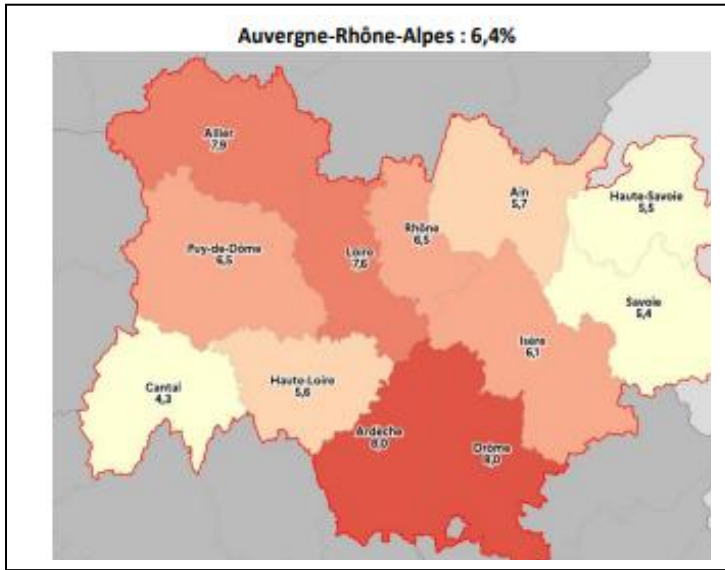 Auvergne-Rhône-Alpes : 6,4%
Allier
7,9
Ain
5,7
Haute-Savoie
5,5
Rhône
6,5
Puy-de-Dôme
6,5
Loire
7,6
Savoie
5,4
Isère
6,1
Haute-Loire
5,6
Cantal
4,3
Ardèche
8,0
Drôme
8,0